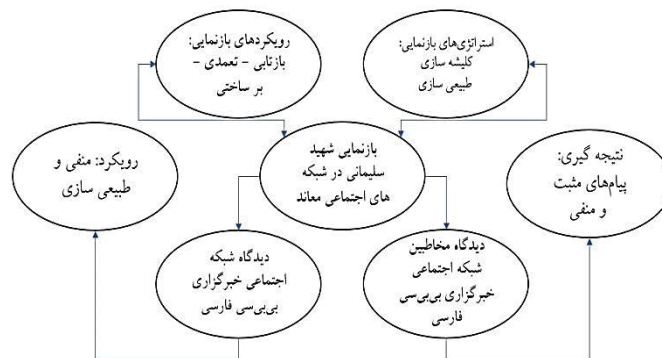 استراتژی‌های بازنمایی:
کلیشه سازی
طبیعی سازی
رویکردهای بازنمایی:
بازتابی - تعمدی -
بر ساختی
بازنمایی شهید
سلیمانی در شبکه
های اجتماعی معاند
نتیجه گیری:
پیام‌های مثبت
و منفی
رویکرد: منفی و
طبیعی سازی
دیدگاه مخاطبین
شبکه اجتماعی
خبرگزاری بی‌بی‌سی
فارسی
دیدگاه شبکه
اجتماعی خبرگزاری
بی‌بی‌سی فارسی